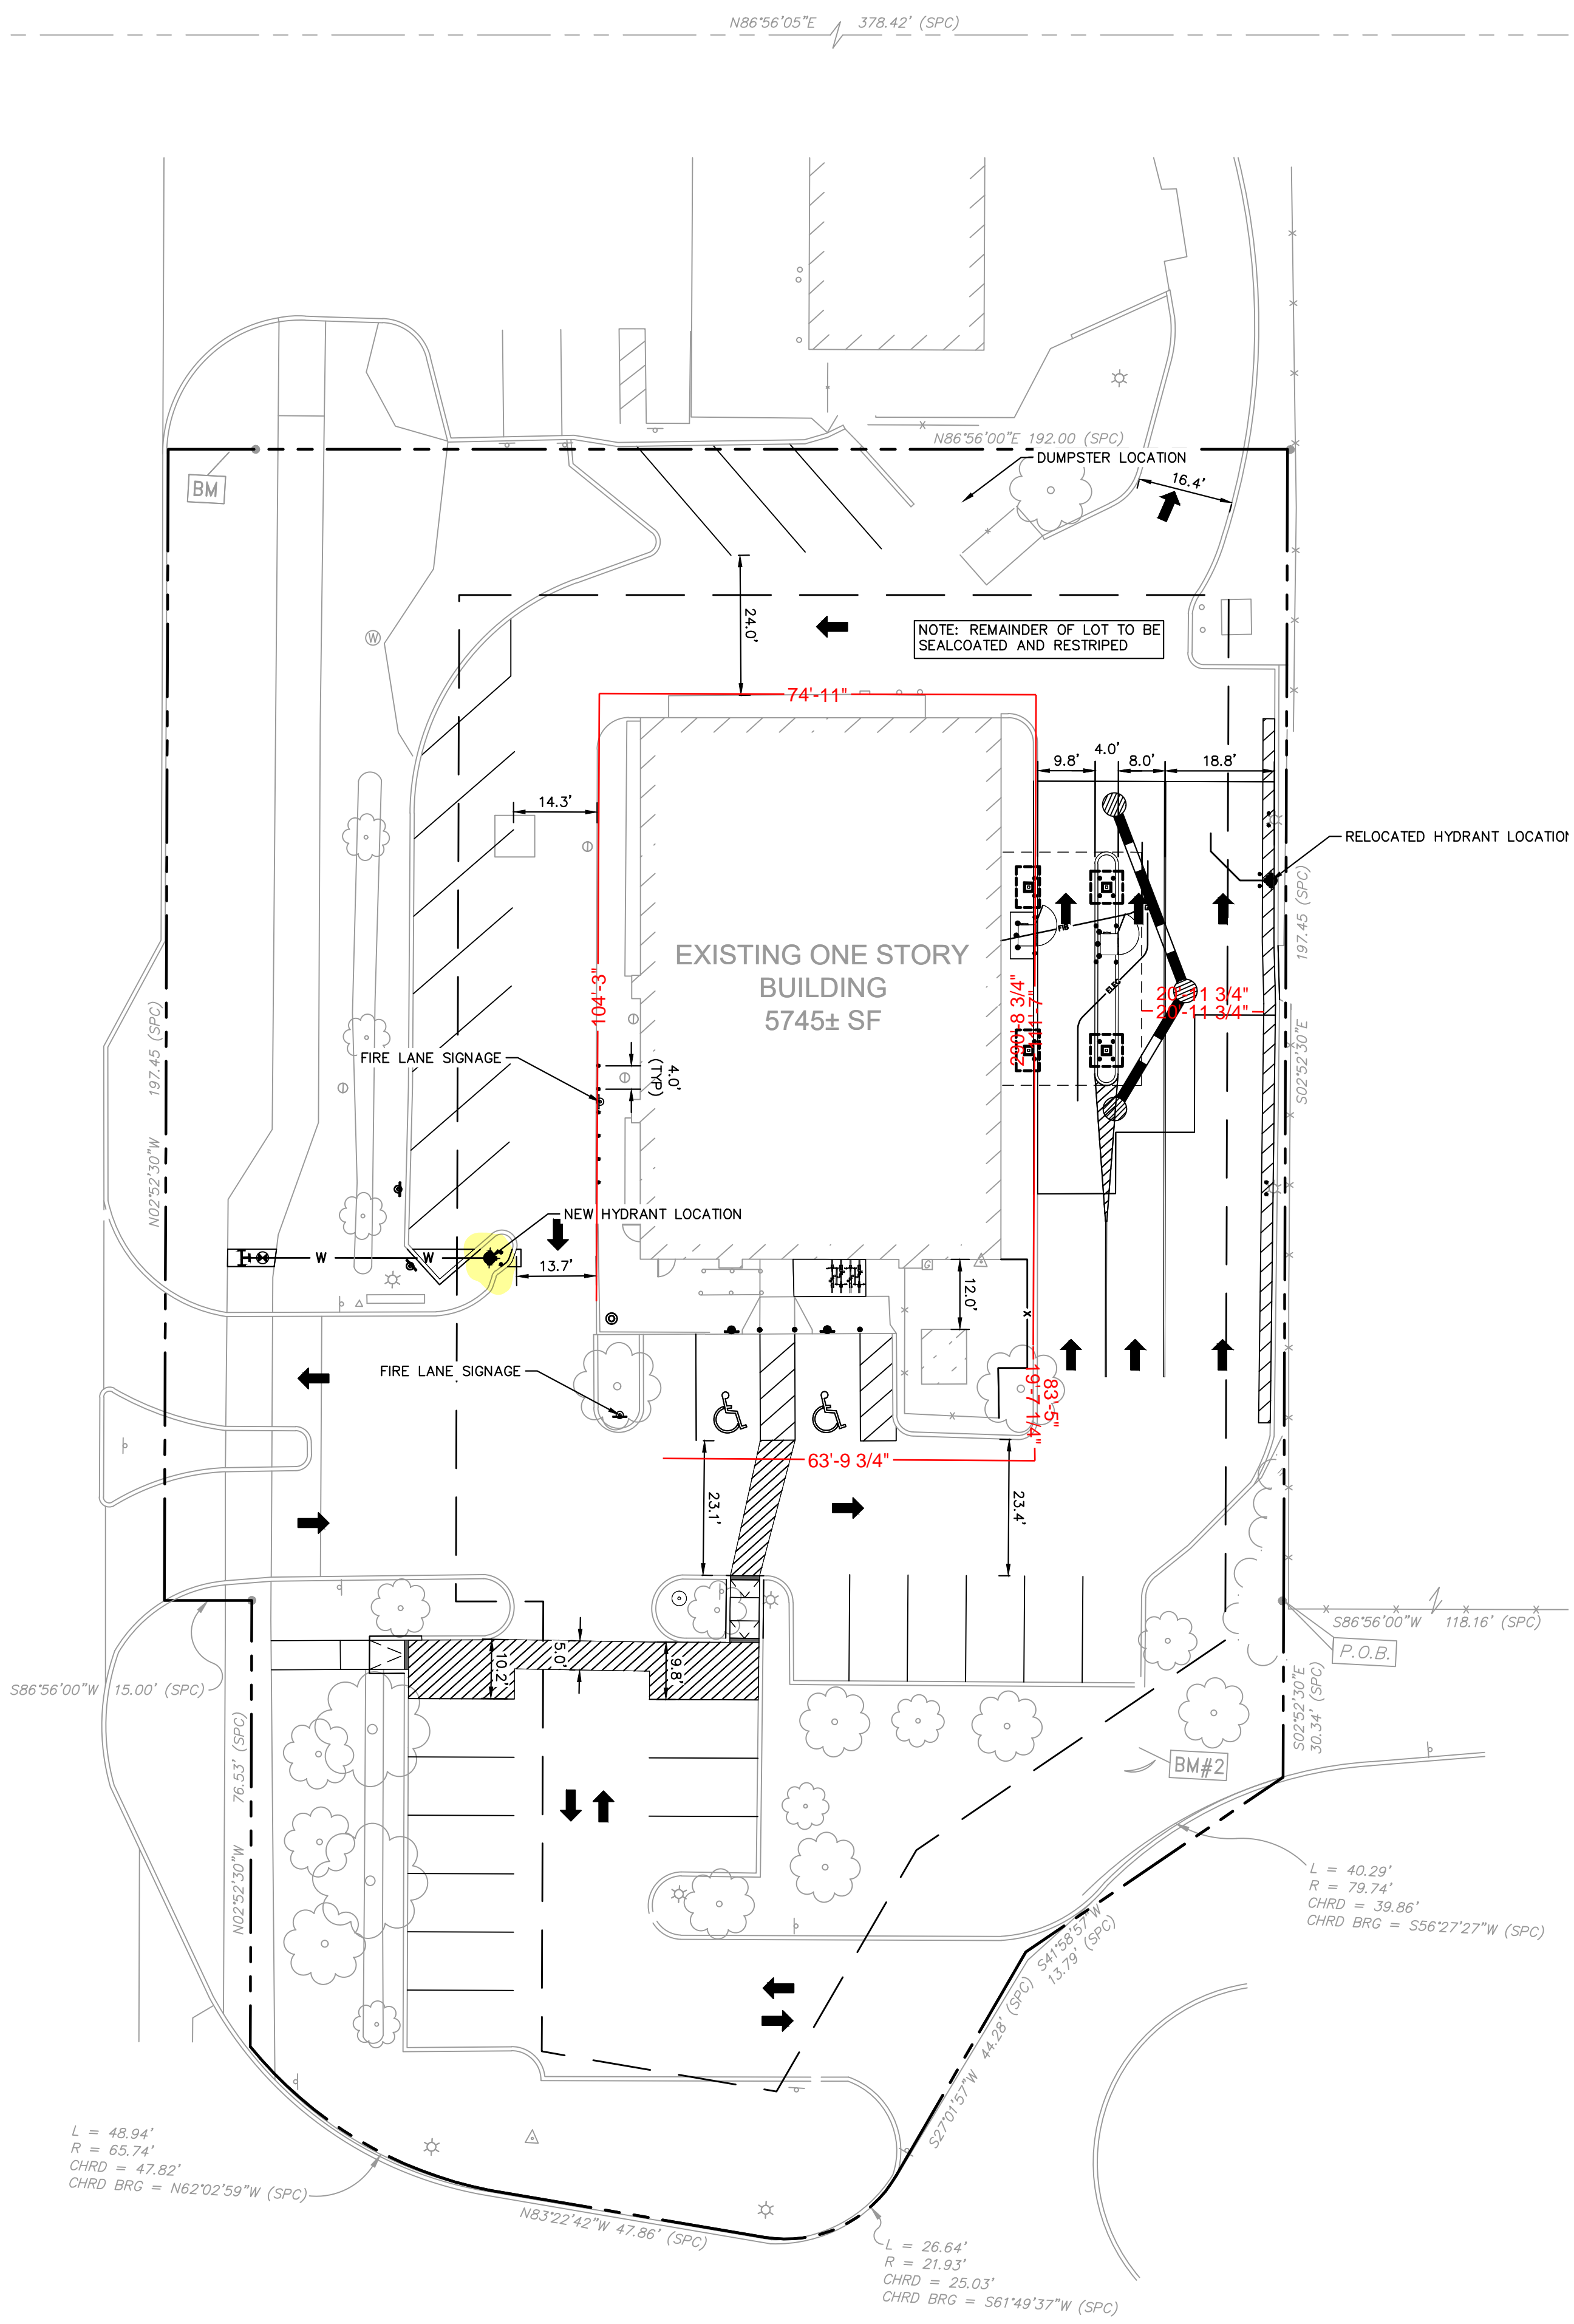 N86°56'05"E 378.42' (SPC)
N86°56'00"E 192.00 (SPC)
DUMPSTER LOCATION
BM
16.4'
24.0'
NOTE: REMAINDER OF LOT TO BE
SEALCOATED AND RESTRIPED
W
74'-11"
9.8'
4.0'
8.0'
18.8'
14.3'
RELOCATED HYDRANT LOCATION
197.45 (SPC)
S02°52'30"E
FIB
ELEC
EXISTING ONE STORY
BUILDING
5745± SF
104'-3"
20'-11 3/4"
20'-11 3/4"
N02°52'30"W 197.45 (SPC)
FIRE LANE SIGNAGE
4.0'
(TYP)
NEW HYDRANT LOCATION
W
W
13.7'
G
12.0'
X
FIRE LANE SIGNAGE
83'-5"
19'-7 1/4"
63'-9 3/4"
23.1'
23.4'
S86°56'00"W 118.16' (SPC)
P.O.B.
S86°56'00"W 15.00' (SPC)
10.2'
5.0'
9.8'
S02°52'30"E
30.34' (SPC)
N02°52'30"W 76.53' (SPC)
BM#2
L = 40.29'
R = 79.74'
CHRD = 39.86'
CHRD BRG = S56°27'27"W (SPC)
S41°58'57"W
13.79' (SPC)
S27°01'57"W 44.28' (SPC)
L = 48.94'
R = 65.74'
CHRD = 47.82'
CHRD BRG = N62°02'59"W (SPC)
N83°22'42"W 47.86' (SPC)
L = 26.64'
R = 21.93'
CHRD = 25.03'
CHRD BRG = S61°49'37"W (SPC)